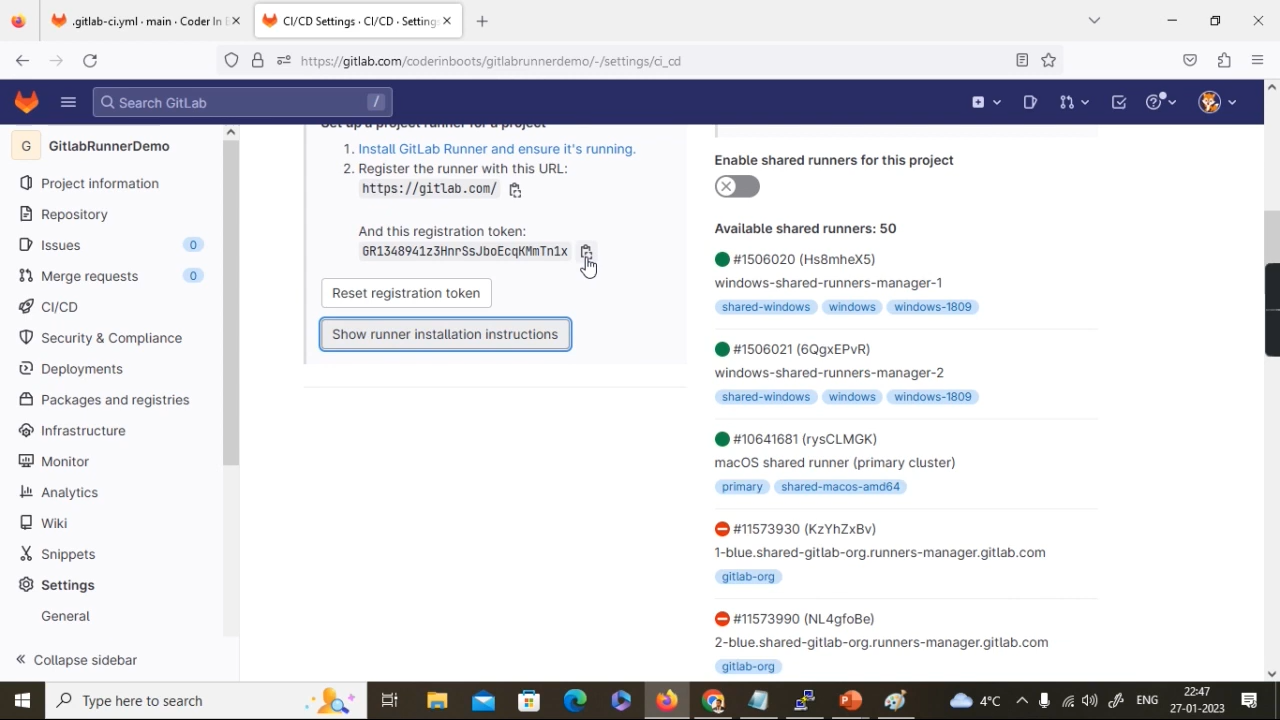 .gitlab-ci.yml · main · Coder In B
CI/CD Settings · CI/CD · Setting
https://gitlab.com/coderinboots/gitlabrunnerdemo/-/settings/ci_cd
Search GitLab
/
G
GitlabRunnerDemo
Project information
Repository
Issues
0
Merge requests
0
CI/CD
Security & Compliance
Deployments
Packages and registries
Infrastructure
Monitor
Analytics
Wiki
Snippets
Settings
General
Collapse sidebar
Set up a project runner for a project
1. Install GitLab Runner and ensure it's running.
2. Register the runner with this URL:
https://gitlab.com/
And this registration token:
GR1348941z3HnrSsJboEcqKMmTn1x
Reset registration token
Show runner installation instructions
Enable shared runners for this project
Available shared runners: 50
#1506020 (Hs8mheX5)
windows-shared-runners-manager-1
shared-windows windows windows-1809
#1506021 (6QgxEPvR)
windows-shared-runners-manager-2
shared-windows windows windows-1809
#10641681 (rysCLMGK)
macOS shared runner (primary cluster)
primary shared-macos-amd64
#11573930 (KzYhZxBv)
1-blue.shared-gitlab-org.runners-manager.gitlab.com
gitlab-org
#11573990 (NL4gfoBe)
2-blue.shared-gitlab-org.runners-manager.gitlab.com
gitlab-org
Type here to search
4°C
ENG
22:47
27-01-2023